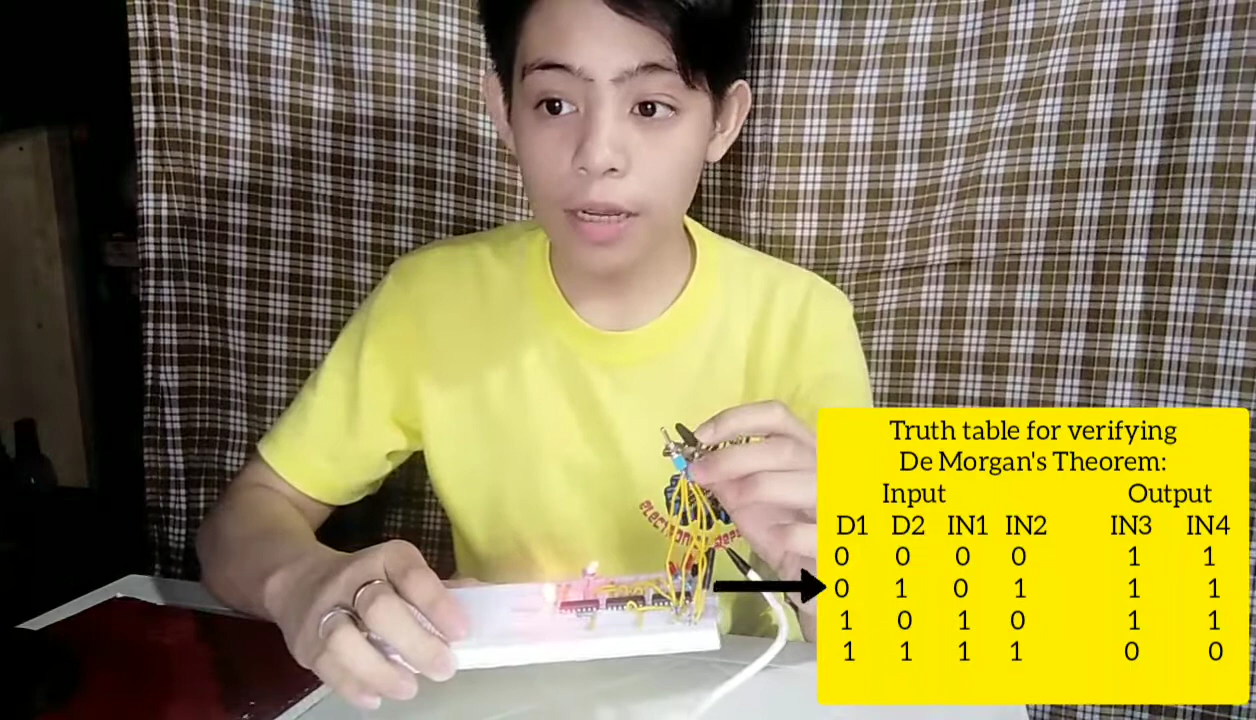 Truth table for verifying
De Morgan's Theorem:
Input Output
D1 D2 IN1 IN2 IN3 IN4
0 0 0 0 1 1
0 1 0 1 1 1
1 0 1 0 1 1
1 1 1 1 0 0